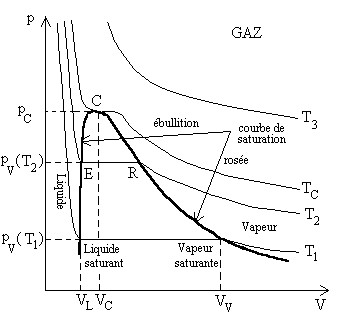 p
GAZ
C
p_C
ébullition
courbe de
saturation
T_3
rosée
p_V(T_2)
E
R
T_C
Liquide
T_2
Vapeur
p_V(T_1)
Liquide
saturant
Vapeur
saturante
T_1
V_L
V_C
V_V
V